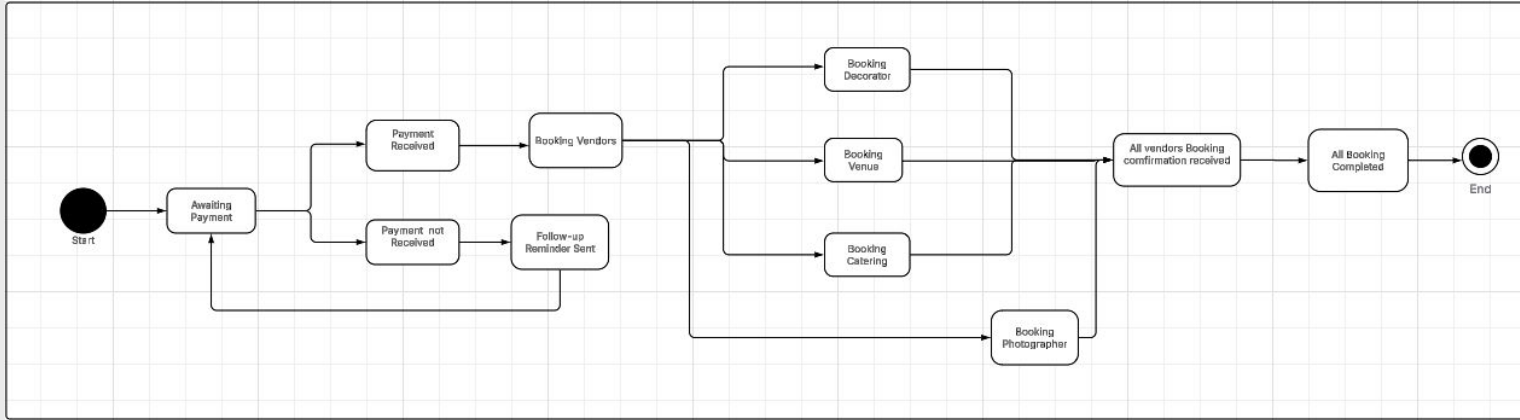 Start
Awaiting
Payment
Payment
Received
Payment not
Received
Follow-up
Reminder Sent
Booking Vendors
Booking
Decorator
Booking
Venue
Booking
Catering
Booking
Photographer
All vendors Booking
comfirmation received
All Booking
Completed
End